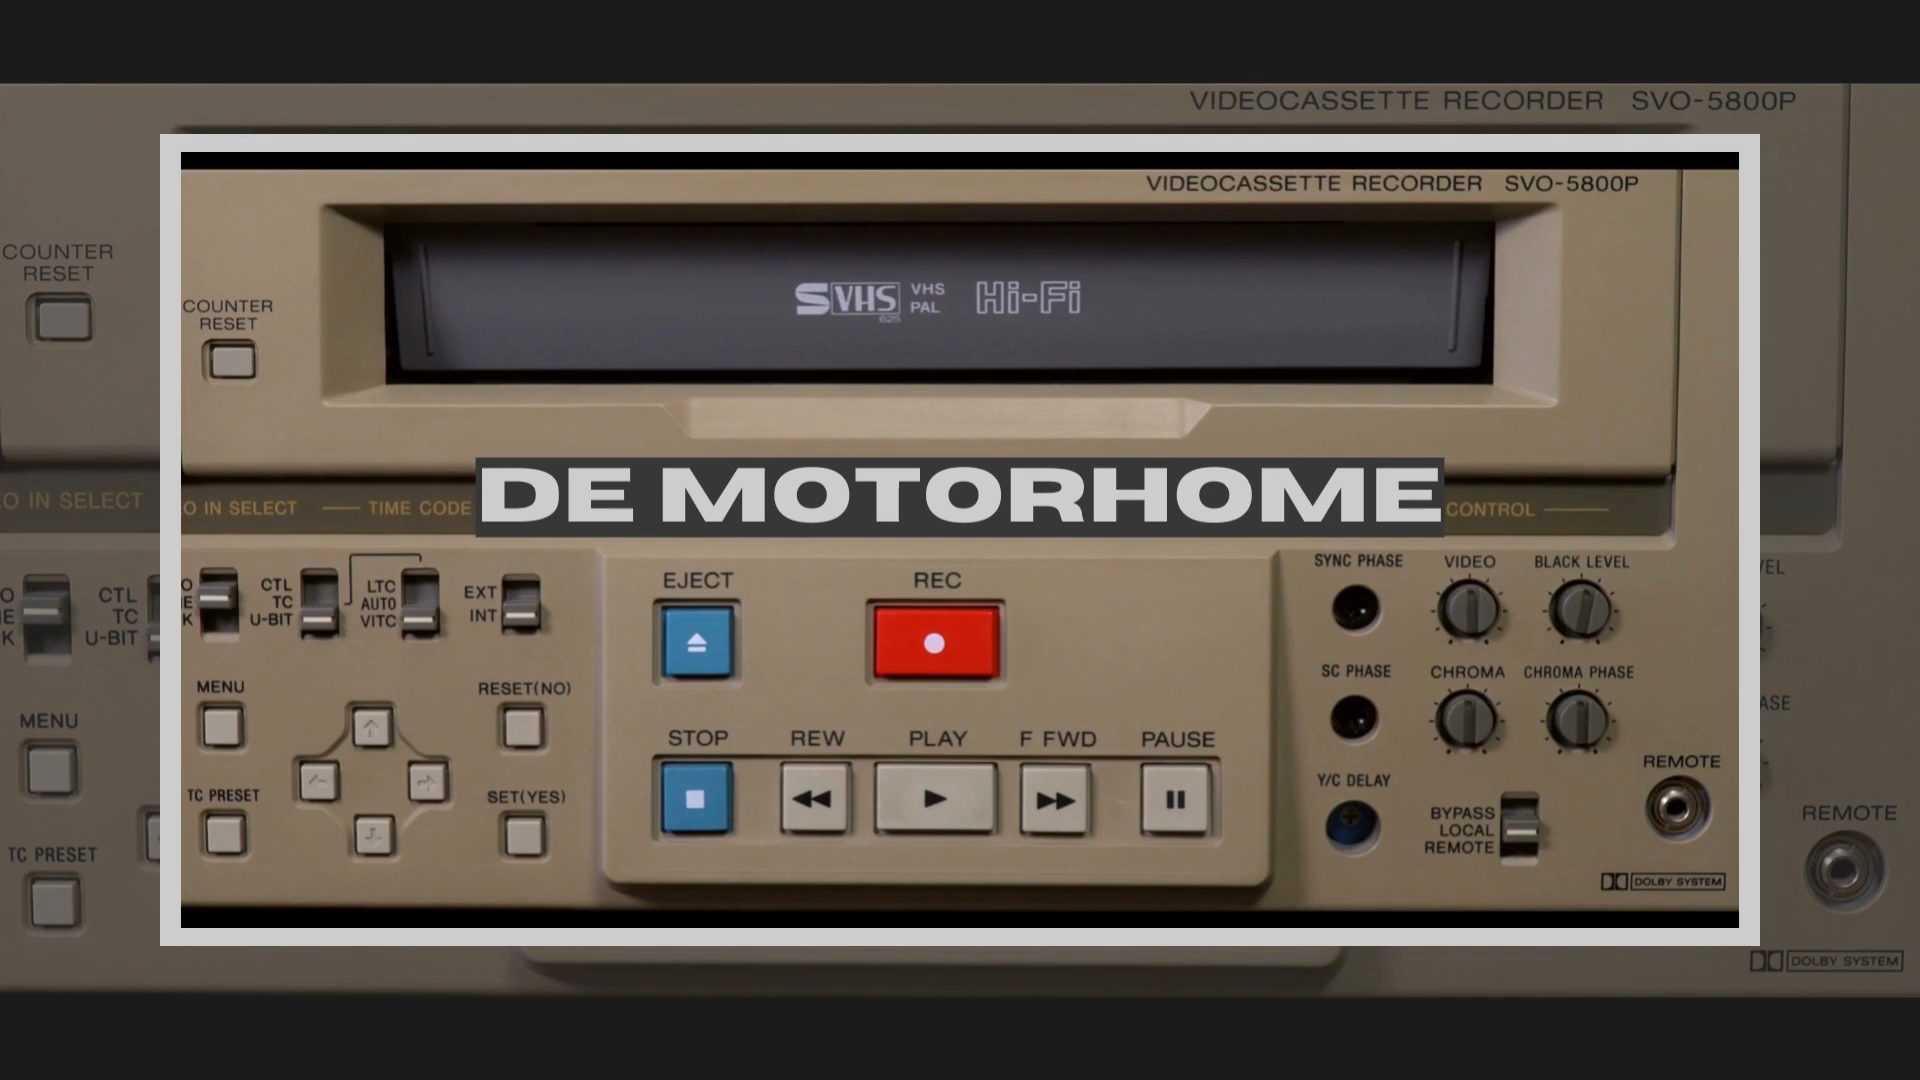 VIDEOCASSETTE RECORDER SVO-5800P
VIDEOCASSETTE RECORDER SVO-5800P
COUNTER
RESET
COUNTER
RESET
S VHS
625
VHS
PAL
Hi-Fi
DE MOTORHOME
O IN SELECT
O IN SELECT
TIME CODE
CONTROL
CTL
TC
U-BIT
CTL
TC
U-BIT
LTC
AUTO
VITC
EXT
INT
EJECT
REC
SYNC PHASE
VIDEO
BLACK LEVEL
MENU
MENU
RESET(NO)
SC PHASE
CHROMA
CHROMA PHASE
STOP
REW
PLAY
F FWD
PAUSE
TC PRESET
TC PRESET
SET(YES)
Y/C DELAY
BYPASS
LOCAL
REMOTE
REMOTE
REMOTE
DOLBY SYSTEM
DOLBY SYSTEM